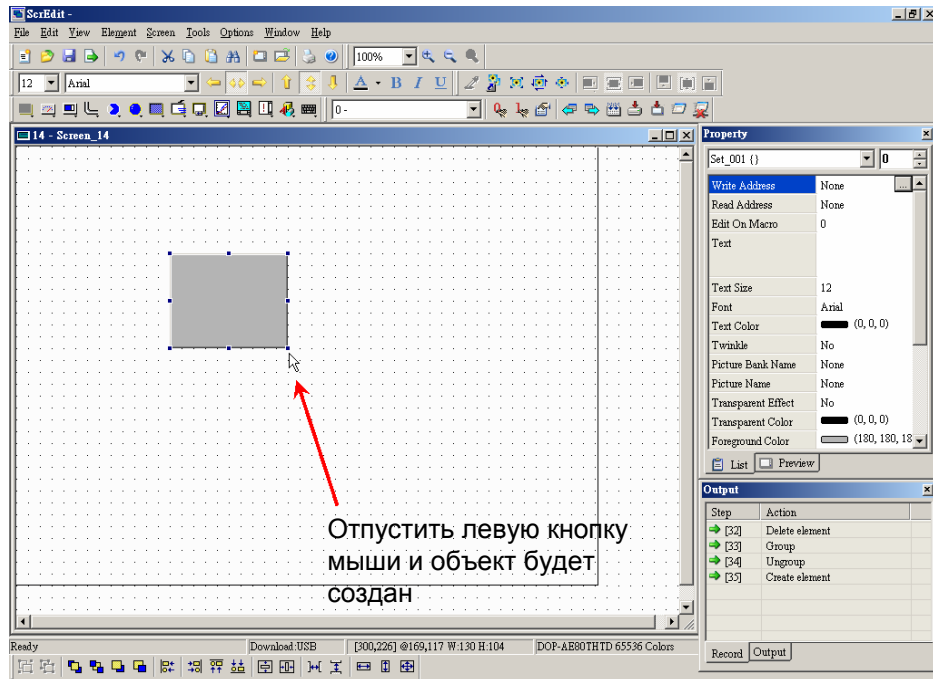 ScrEdit -
File Edit View Element Screen Tools Options Window Help
100%
12 Arial A B I U
0 -
14 - Screen_14
Отпустить левую кнопку
мыши и объект будет
создан
Property
Set_001 {} 0
Write Address None ...
Read Address None
Edit On Macro 0
Text
Text Size 12
Font Arial
Text Color (0, 0, 0)
Twinkle No
Picture Bank Name None
Picture Name None
Transparent Effect No
Transparent Color (0, 0, 0)
Foreground Color (180, 180, 18
List Preview
Output
Step Action
[32] Delete element
[33] Group
[34] Ungroup
[35] Create element
Record Output
Ready Download:USB [300,226] @169,117 W:130 H:104 DOP-AE80THTD 65536 Colors